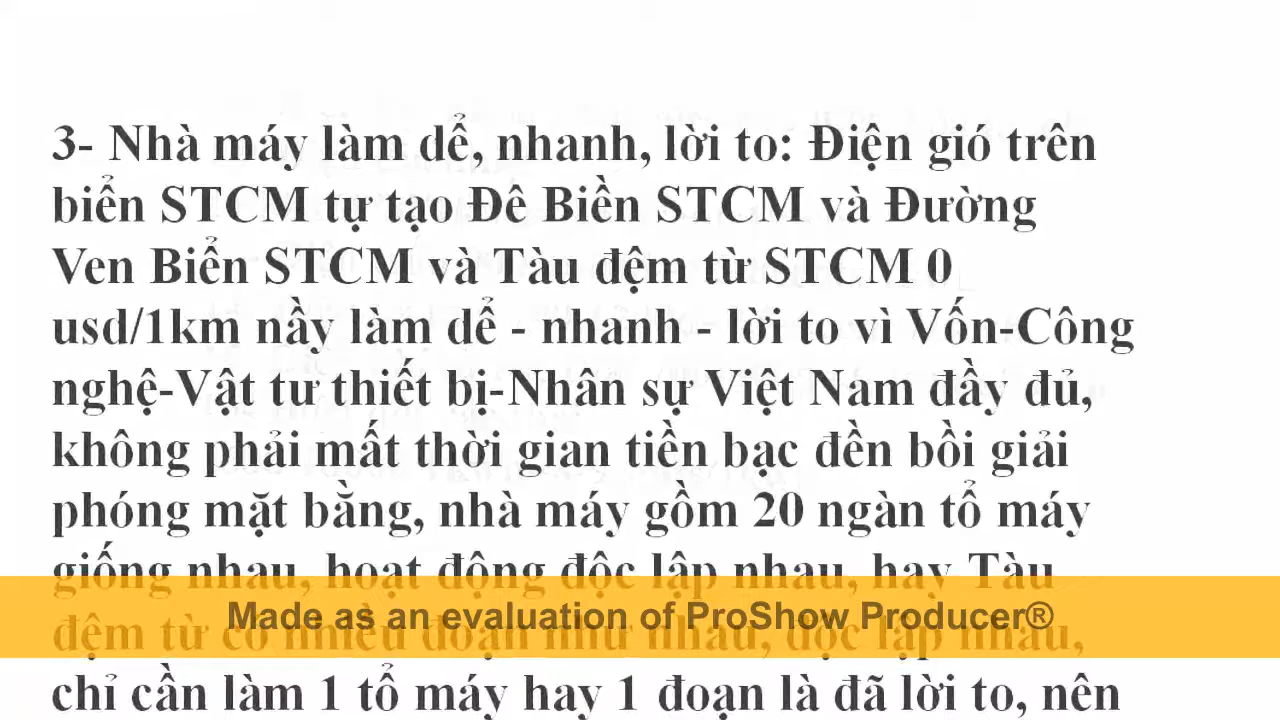 3- Nhà máy làm dể, nhanh, lời to: Điện gió trên
biển STCM tự tạo Đê Biền STCM và Đường
Ven Biển STCM và Tàu đệm từ STCM 0
usd/1km nầy làm dể - nhanh - lời to vì Vốn-Công
nghệ-Vật tư thiết bị-Nhân sự Việt Nam đầy đủ,
không phải mất thời gian tiền bạc đền bồi giải
phóng mặt bằng, nhà máy gồm 20 ngàn tổ máy
giống nhau, hoạt động độc lập nhau, hay Tàu
đệm từ có nhiều đoạn như nhau, độc lập nhau,
Made as an evaluation of ProShow Producer®
chỉ cần làm 1 tổ máy hay 1 đoạn là đã lời to, nên